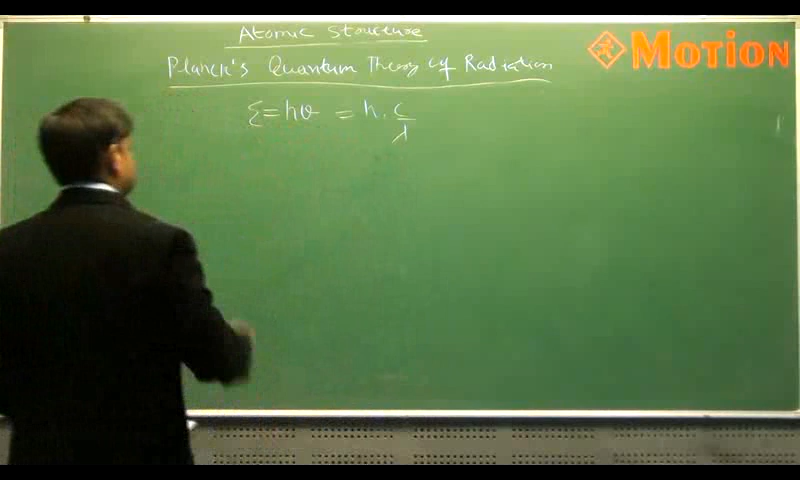 Atomic Structure
MOTION
Planck's Quantum Theory of Radiation
Ɛ = hν = h. c/λ